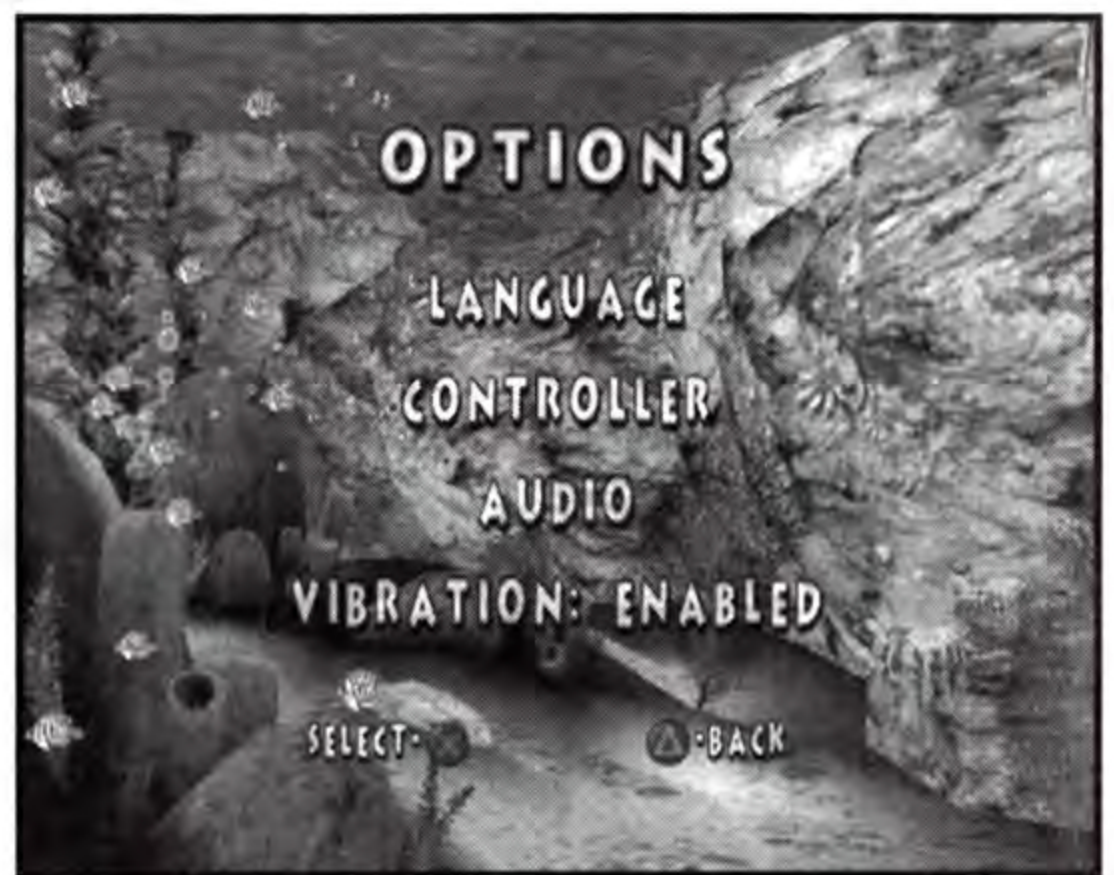 OPTIONS
LANGUAGE
CONTROLLER
AUDIO
VIBRATION: ENABLED
SELECT· ·BACK